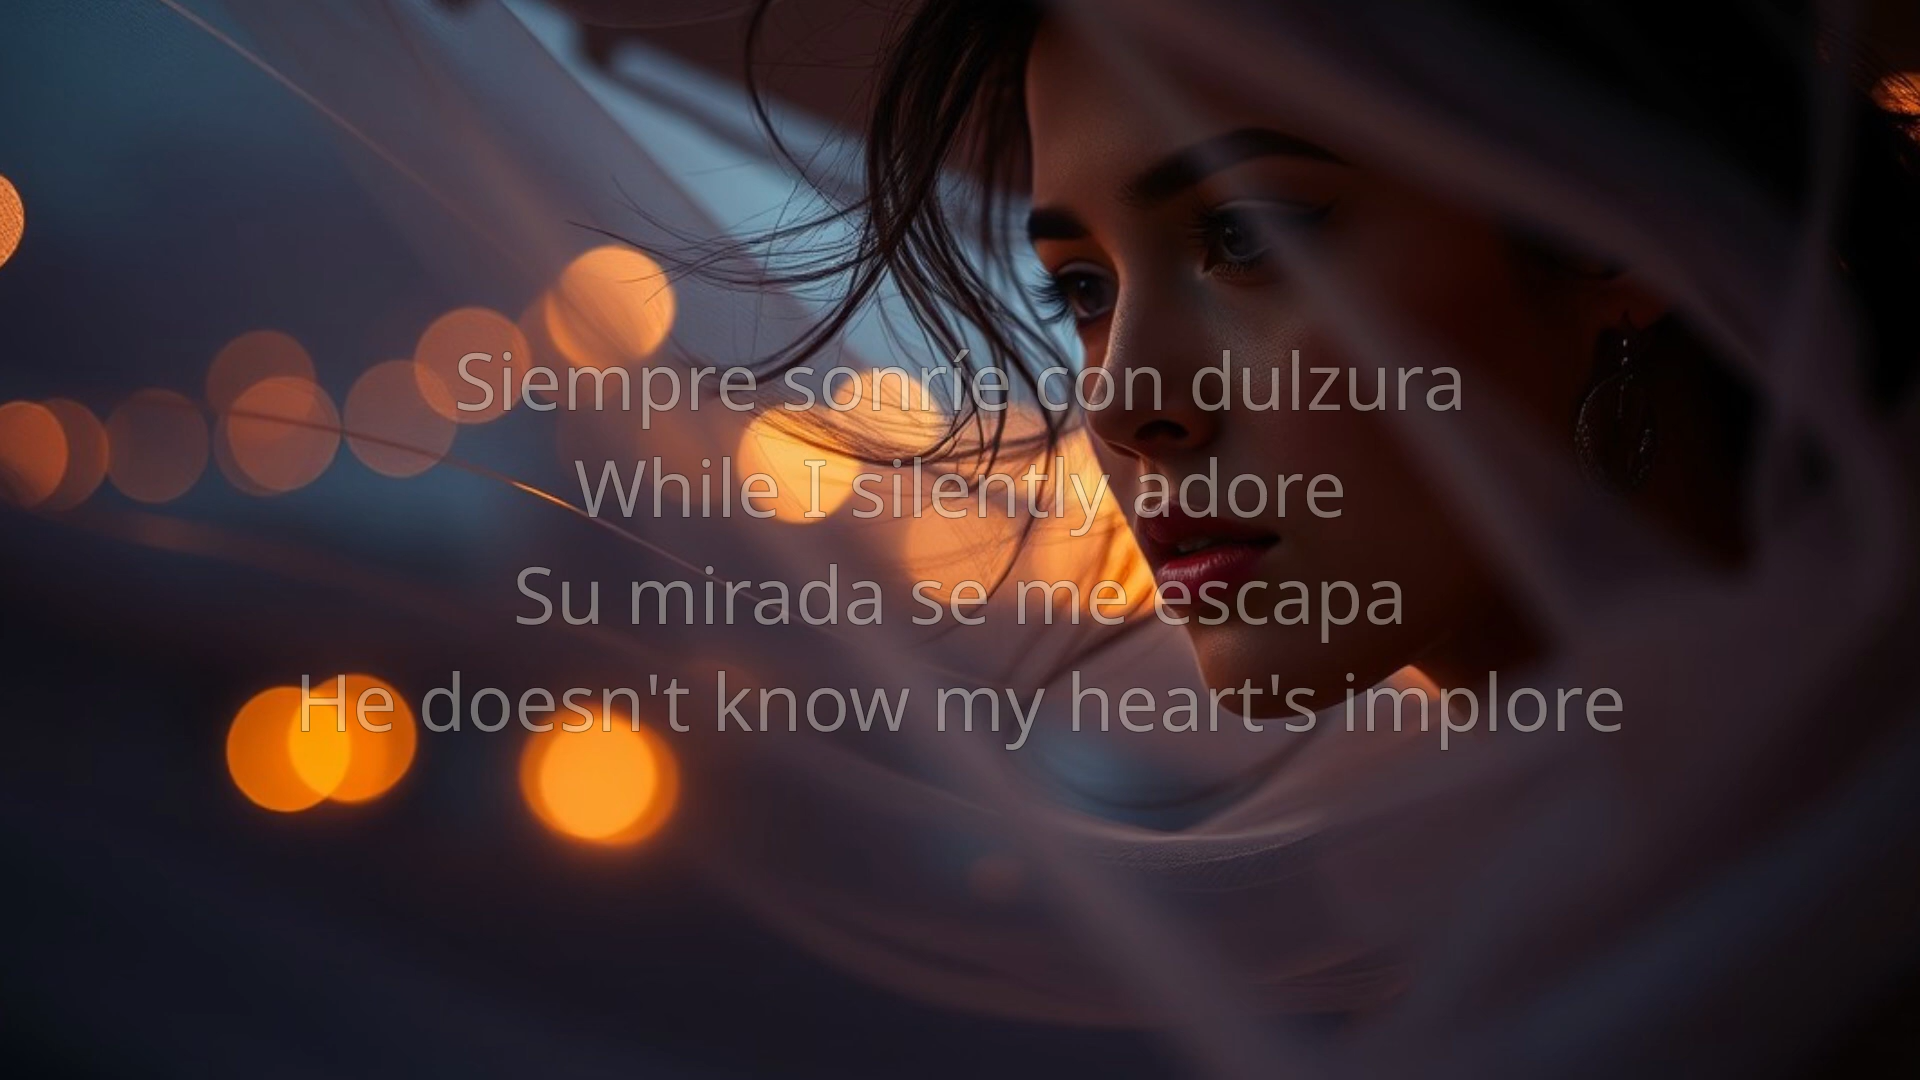 Siempre sonríe con dulzura
While I silently adore
Su mirada se me escapa
He doesn't know my heart's implore